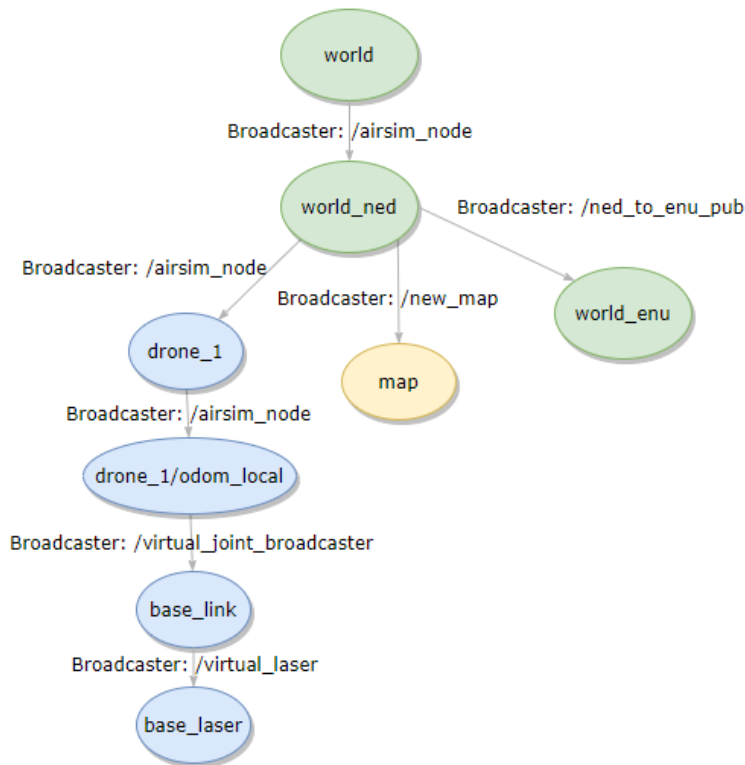 world
Broadcaster: /airsim_node
world_ned
Broadcaster: /ned_to_enu_pub
Broadcaster: /airsim_node
Broadcaster: /new_map
world_enu
drone_1
map
Broadcaster: /airsim_node
drone_1/odom_local
Broadcaster: /virtual_joint_broadcaster
base_link
Broadcaster: /virtual_laser
base_laser